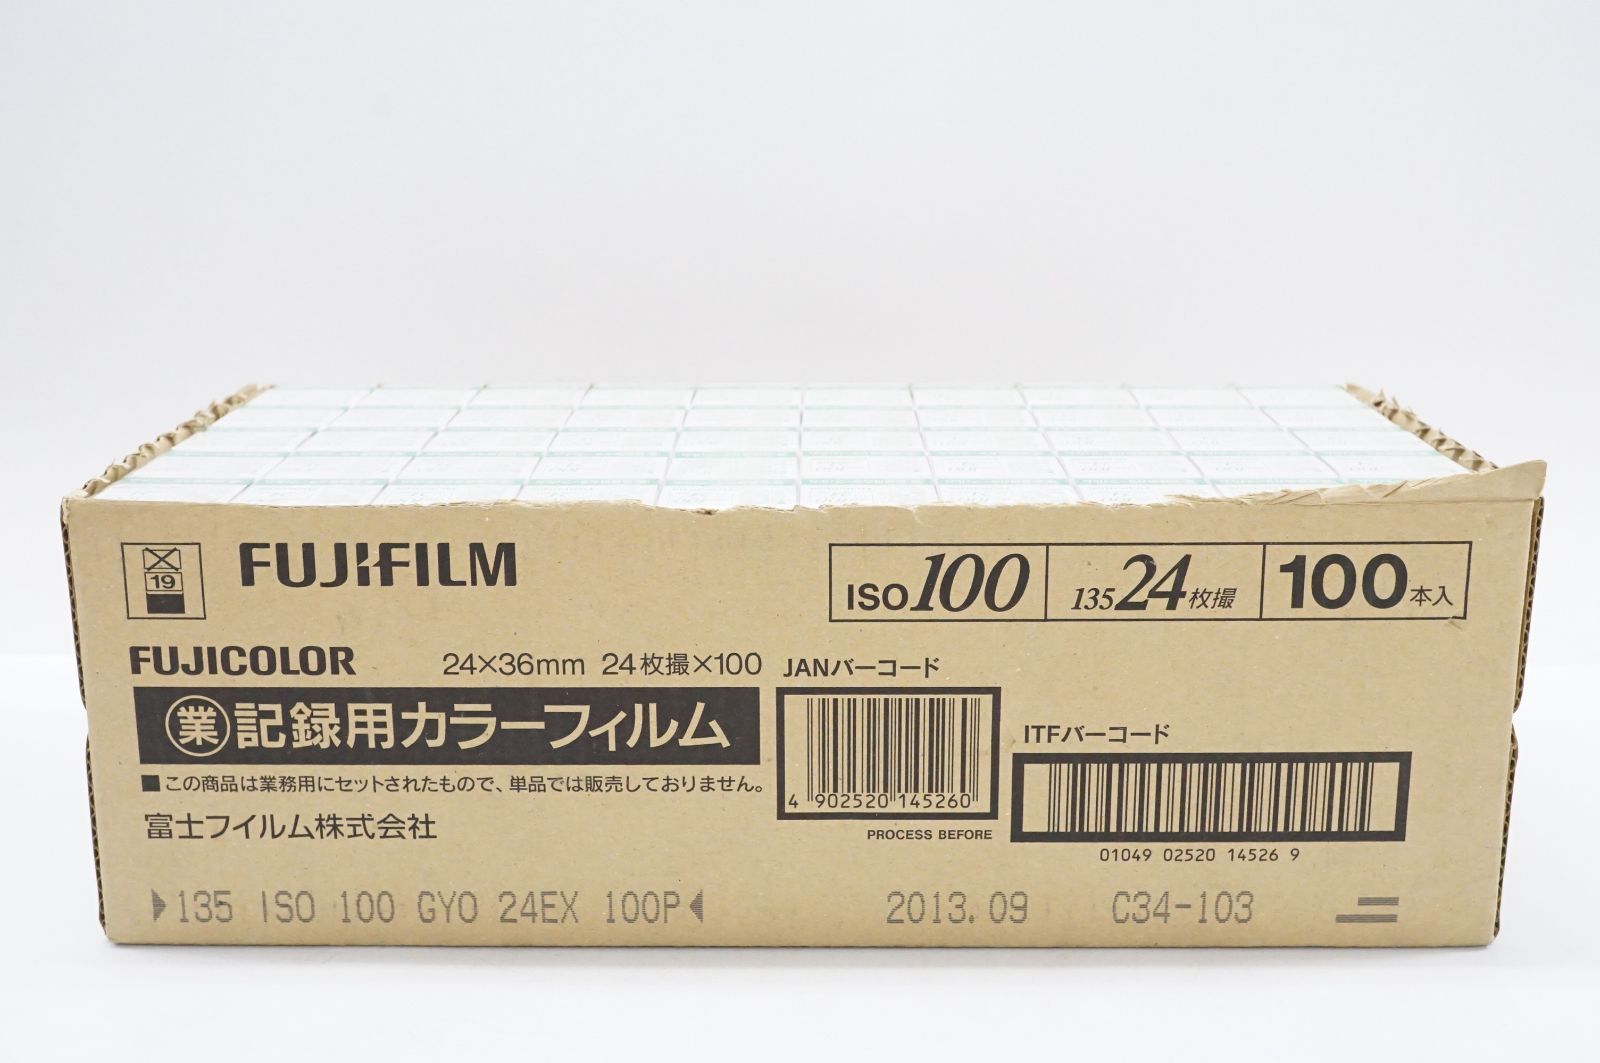 19
FUJIFILM
ISO 100
135 24枚撮
100本入
FUJICOLOR
24×36mm 24枚撮×100
業 記録用カラーフィルム
■この商品は業務用にセットされたもので、単品では販売しておりません。
富士フイルム株式会社
JANバーコード
4 902520 145260
PROCESS BEFORE
ITFバーコード
01049 02520 14526 9
135 ISO 100 GYO 24EX 100P
2013.09
C34-103